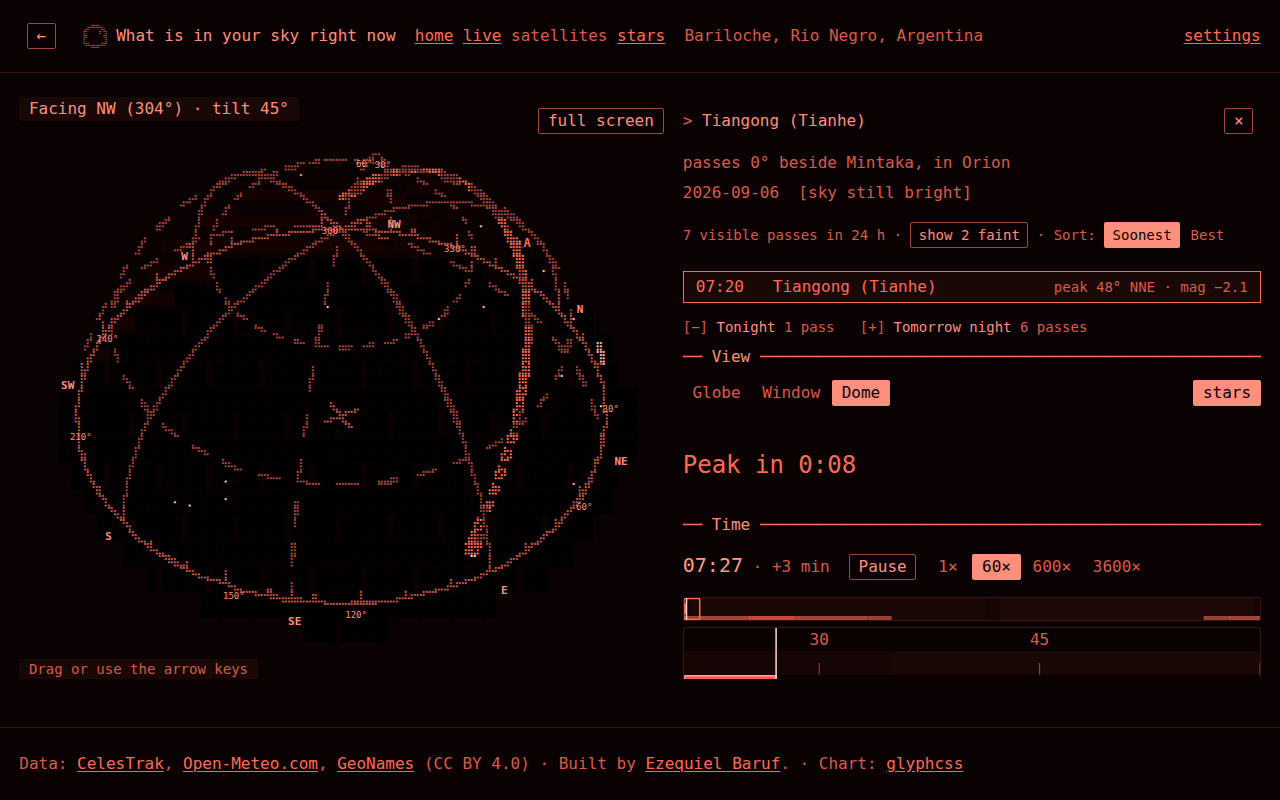 ← What is in your sky right now home live satellites stars Bariloche, Rio Negro, Argentina settings
Facing NW (304°) · tilt 45°
full screen
60° 30°
300°
NW
330°
A
W
N
240°
SW
30°
210°
NE
60°
S
150°
E
SE
120°
Drag or use the arrow keys
> Tiangong (Tianhe) ×
passes 0° beside Mintaka, in Orion
2026-09-06 [sky still bright]
7 visible passes in 24 h · show 2 faint · Sort: Soonest Best
07:20 Tiangong (Tianhe) peak 48° NNE · mag −2.1
[−] Tonight 1 pass [+] Tomorrow night 6 passes
View
Globe Window Dome stars
Peak in 0:08
Time
07:27 · +3 min Pause 1× 60× 600× 3600×
30 45
Data: CelesTrak, Open-Meteo.com, GeoNames (CC BY 4.0) · Built by Ezequiel Baruf. · Chart: glyphcss